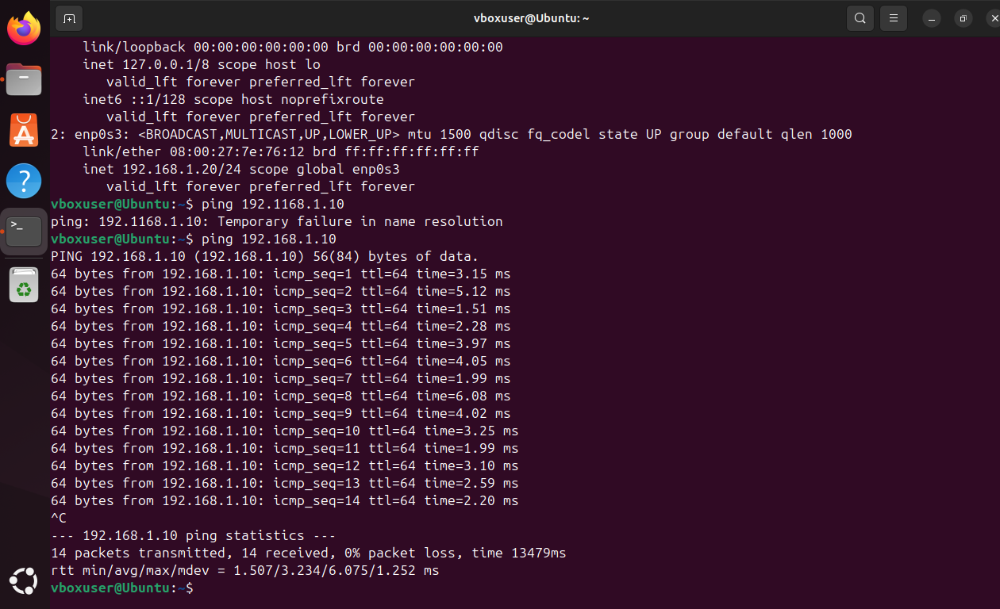 vboxuser@Ubuntu: ~
link/loopback 00:00:00:00:00:00 brd 00:00:00:00:00:00
inet 127.0.0.1/8 scope host lo
valid_lft forever preferred_lft forever
inet6 ::1/128 scope host noprefixroute
valid_lft forever preferred_lft forever
2: enp0s3: <BROADCAST,MULTICAST,UP,LOWER_UP> mtu 1500 qdisc fq_codel state UP group default qlen 1000
link/ether 08:00:27:7e:76:12 brd ff:ff:ff:ff:ff:ff
inet 192.168.1.20/24 scope global enp0s3
valid_lft forever preferred_lft forever
vboxuser@Ubuntu:~$ ping 192.1168.1.10
ping: 192.1168.1.10: Temporary failure in name resolution
vboxuser@Ubuntu:~$ ping 192.168.1.10
PING 192.168.1.10 (192.168.1.10) 56(84) bytes of data.
64 bytes from 192.168.1.10: icmp_seq=1 ttl=64 time=3.15 ms
64 bytes from 192.168.1.10: icmp_seq=2 ttl=64 time=5.12 ms
64 bytes from 192.168.1.10: icmp_seq=3 ttl=64 time=1.51 ms
64 bytes from 192.168.1.10: icmp_seq=4 ttl=64 time=2.28 ms
64 bytes from 192.168.1.10: icmp_seq=5 ttl=64 time=3.97 ms
64 bytes from 192.168.1.10: icmp_seq=6 ttl=64 time=4.05 ms
64 bytes from 192.168.1.10: icmp_seq=7 ttl=64 time=1.99 ms
64 bytes from 192.168.1.10: icmp_seq=8 ttl=64 time=6.08 ms
64 bytes from 192.168.1.10: icmp_seq=9 ttl=64 time=4.02 ms
64 bytes from 192.168.1.10: icmp_seq=10 ttl=64 time=3.25 ms
64 bytes from 192.168.1.10: icmp_seq=11 ttl=64 time=1.99 ms
64 bytes from 192.168.1.10: icmp_seq=12 ttl=64 time=3.10 ms
64 bytes from 192.168.1.10: icmp_seq=13 ttl=64 time=2.59 ms
64 bytes from 192.168.1.10: icmp_seq=14 ttl=64 time=2.20 ms
^C
--- 192.168.1.10 ping statistics ---
14 packets transmitted, 14 received, 0% packet loss, time 13479ms
rtt min/avg/max/mdev = 1.507/3.234/6.075/1.252 ms
vboxuser@Ubuntu:~$